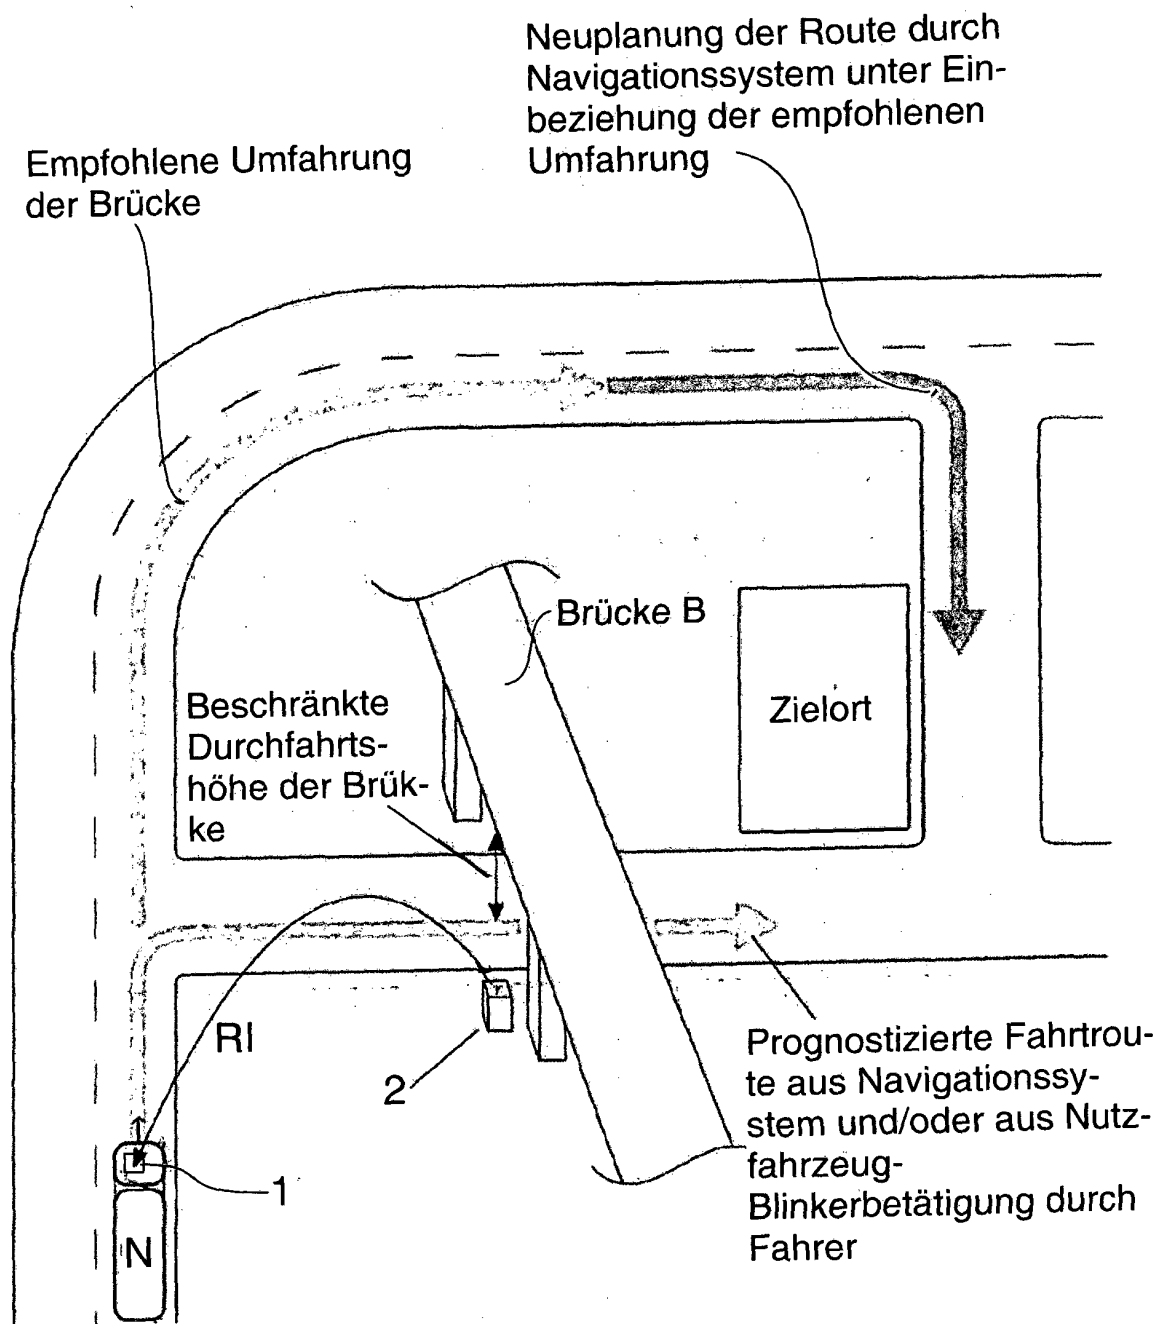 Neuplanung der Route durch
Navigationssystem unter Ein-
beziehung der empfohlenen
Umfahrung
Empfohlene Umfahrung
der Brücke
Brücke B
Beschränkte
Durchfahrts-
höhe der Brük-
ke
Zielort
RI
2
Prognostizierte Fahrtrou-
te aus Navigationssy-
stem und/oder aus Nutz-
fahrzeug-
Blinkerbetätigung durch
Fahrer
1
N